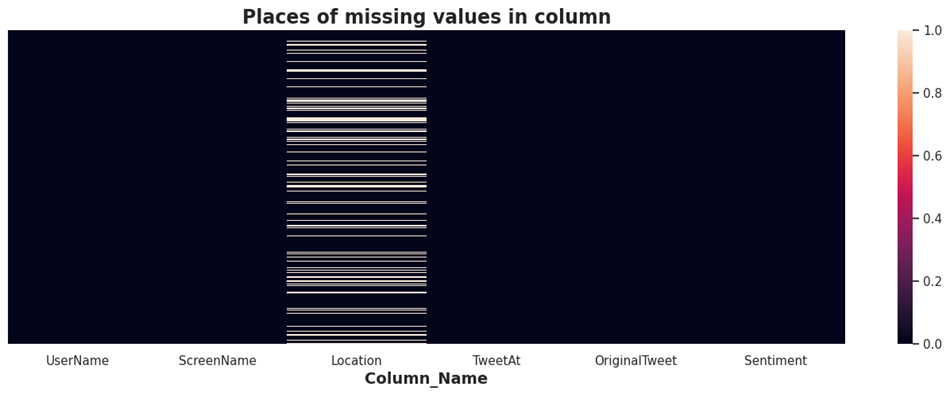 Places of missing values in column
1.0
0.8
0.6
0.4
0.2
0.0
UserName ScreenName Location TweetAt OriginalTweet Sentiment
Column_Name